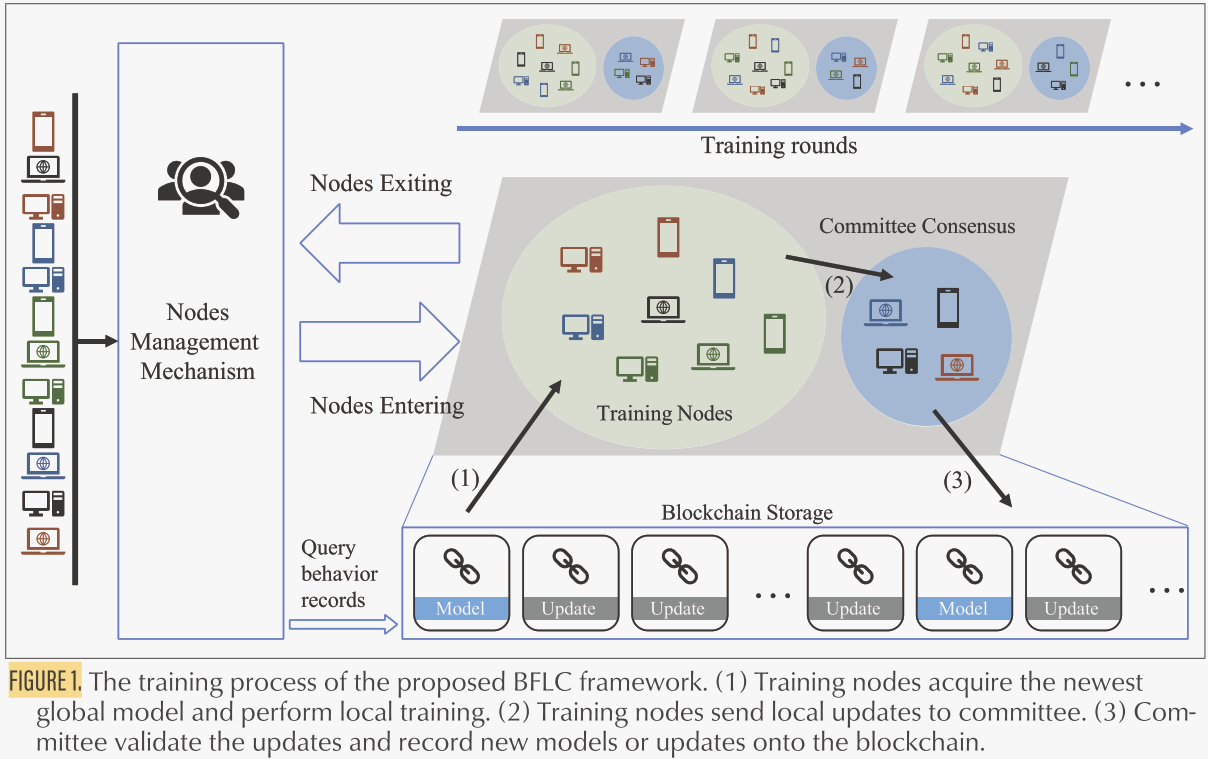 Training rounds
Nodes Exiting
Committee Consensus
(2)
Nodes
Management
Mechanism
Nodes Entering
Training Nodes
(1)
(3)
Blockchain Storage
Query
behavior
records
Model
Update
Update
...
Update
Model
Update
...
...
FIGURE 1. The training process of the proposed BFLC framework. (1) Training nodes acquire the newest
global model and perform local training. (2) Training nodes send local updates to committee. (3) Com-
mittee validate the updates and record new models or updates onto the blockchain.